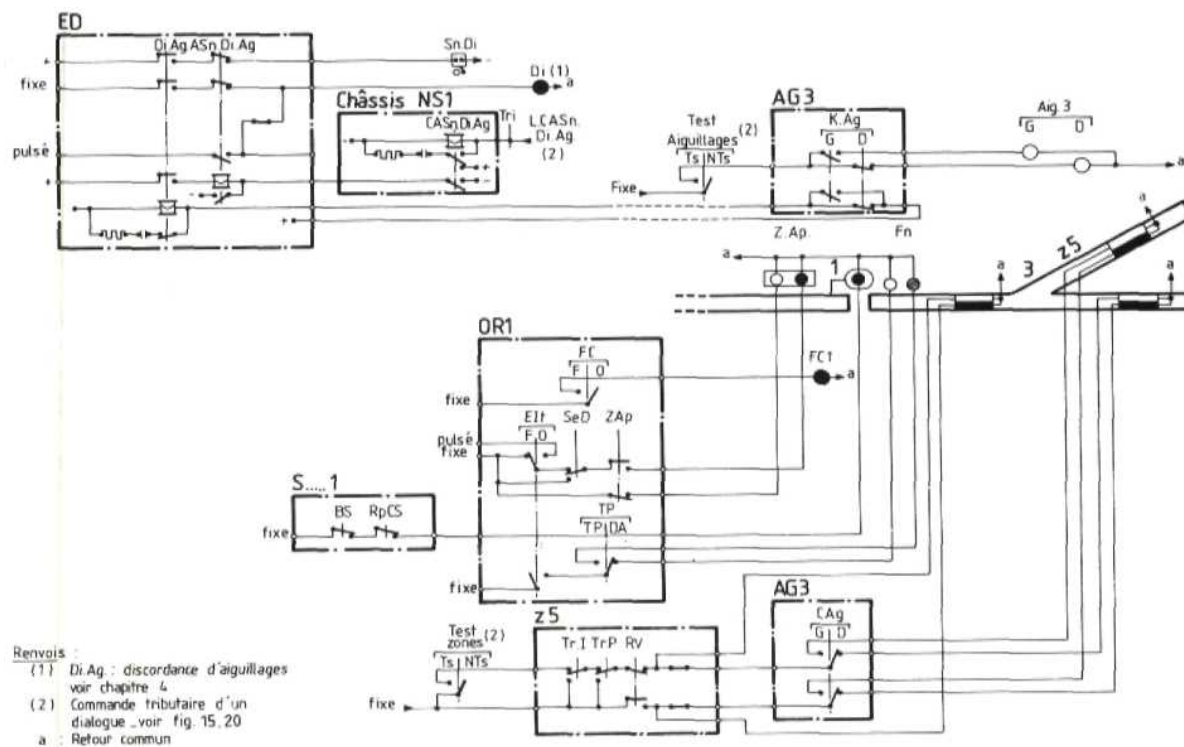 ED
Di.Ag ASn.Di.Ag
Sn.Di
+
-
fixe
Di (1)
a
Châssis NS1
CASn.Di.Ag
Tri
L.CASn.
Di.Ag.
(2)
pulsé
+
-
+
-
+
Test
Aiguillages (2)
Ts NTs
Fixe
AG3
K.Ag
G D
Aig. 3
G D
a
Z.Ap.
Fn
a
1
a
3
z5
a
a
OR1
FC
F O
FC1
a
fixe
EIt
F O
SeD
ZAp
pulsé
fixe
S.....1
BS RpCS
fixe
TP
TP DA
fixe
z5
Test
zones (2)
Ts NTs
Tr.I TrP RV
fixe
AG3
CAg
G D
Renvois :
(1) Di.Ag. : discordance d'aiguillages
voir chapitre 4
(2) Commande tributaire d'un
dialogue _ voir fig. 15.20
a : Retour commun